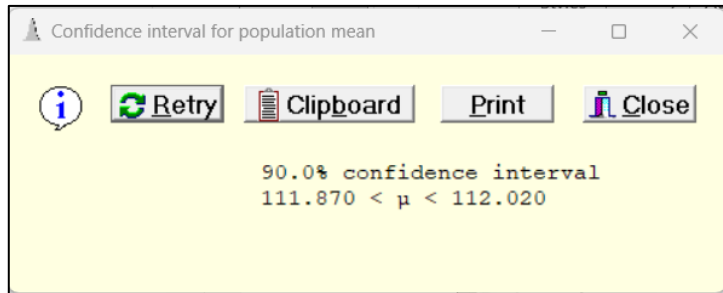 Confidence interval for population mean
Retry Clipboard Print Close
90.0% confidence interval
111.870 < μ < 112.020